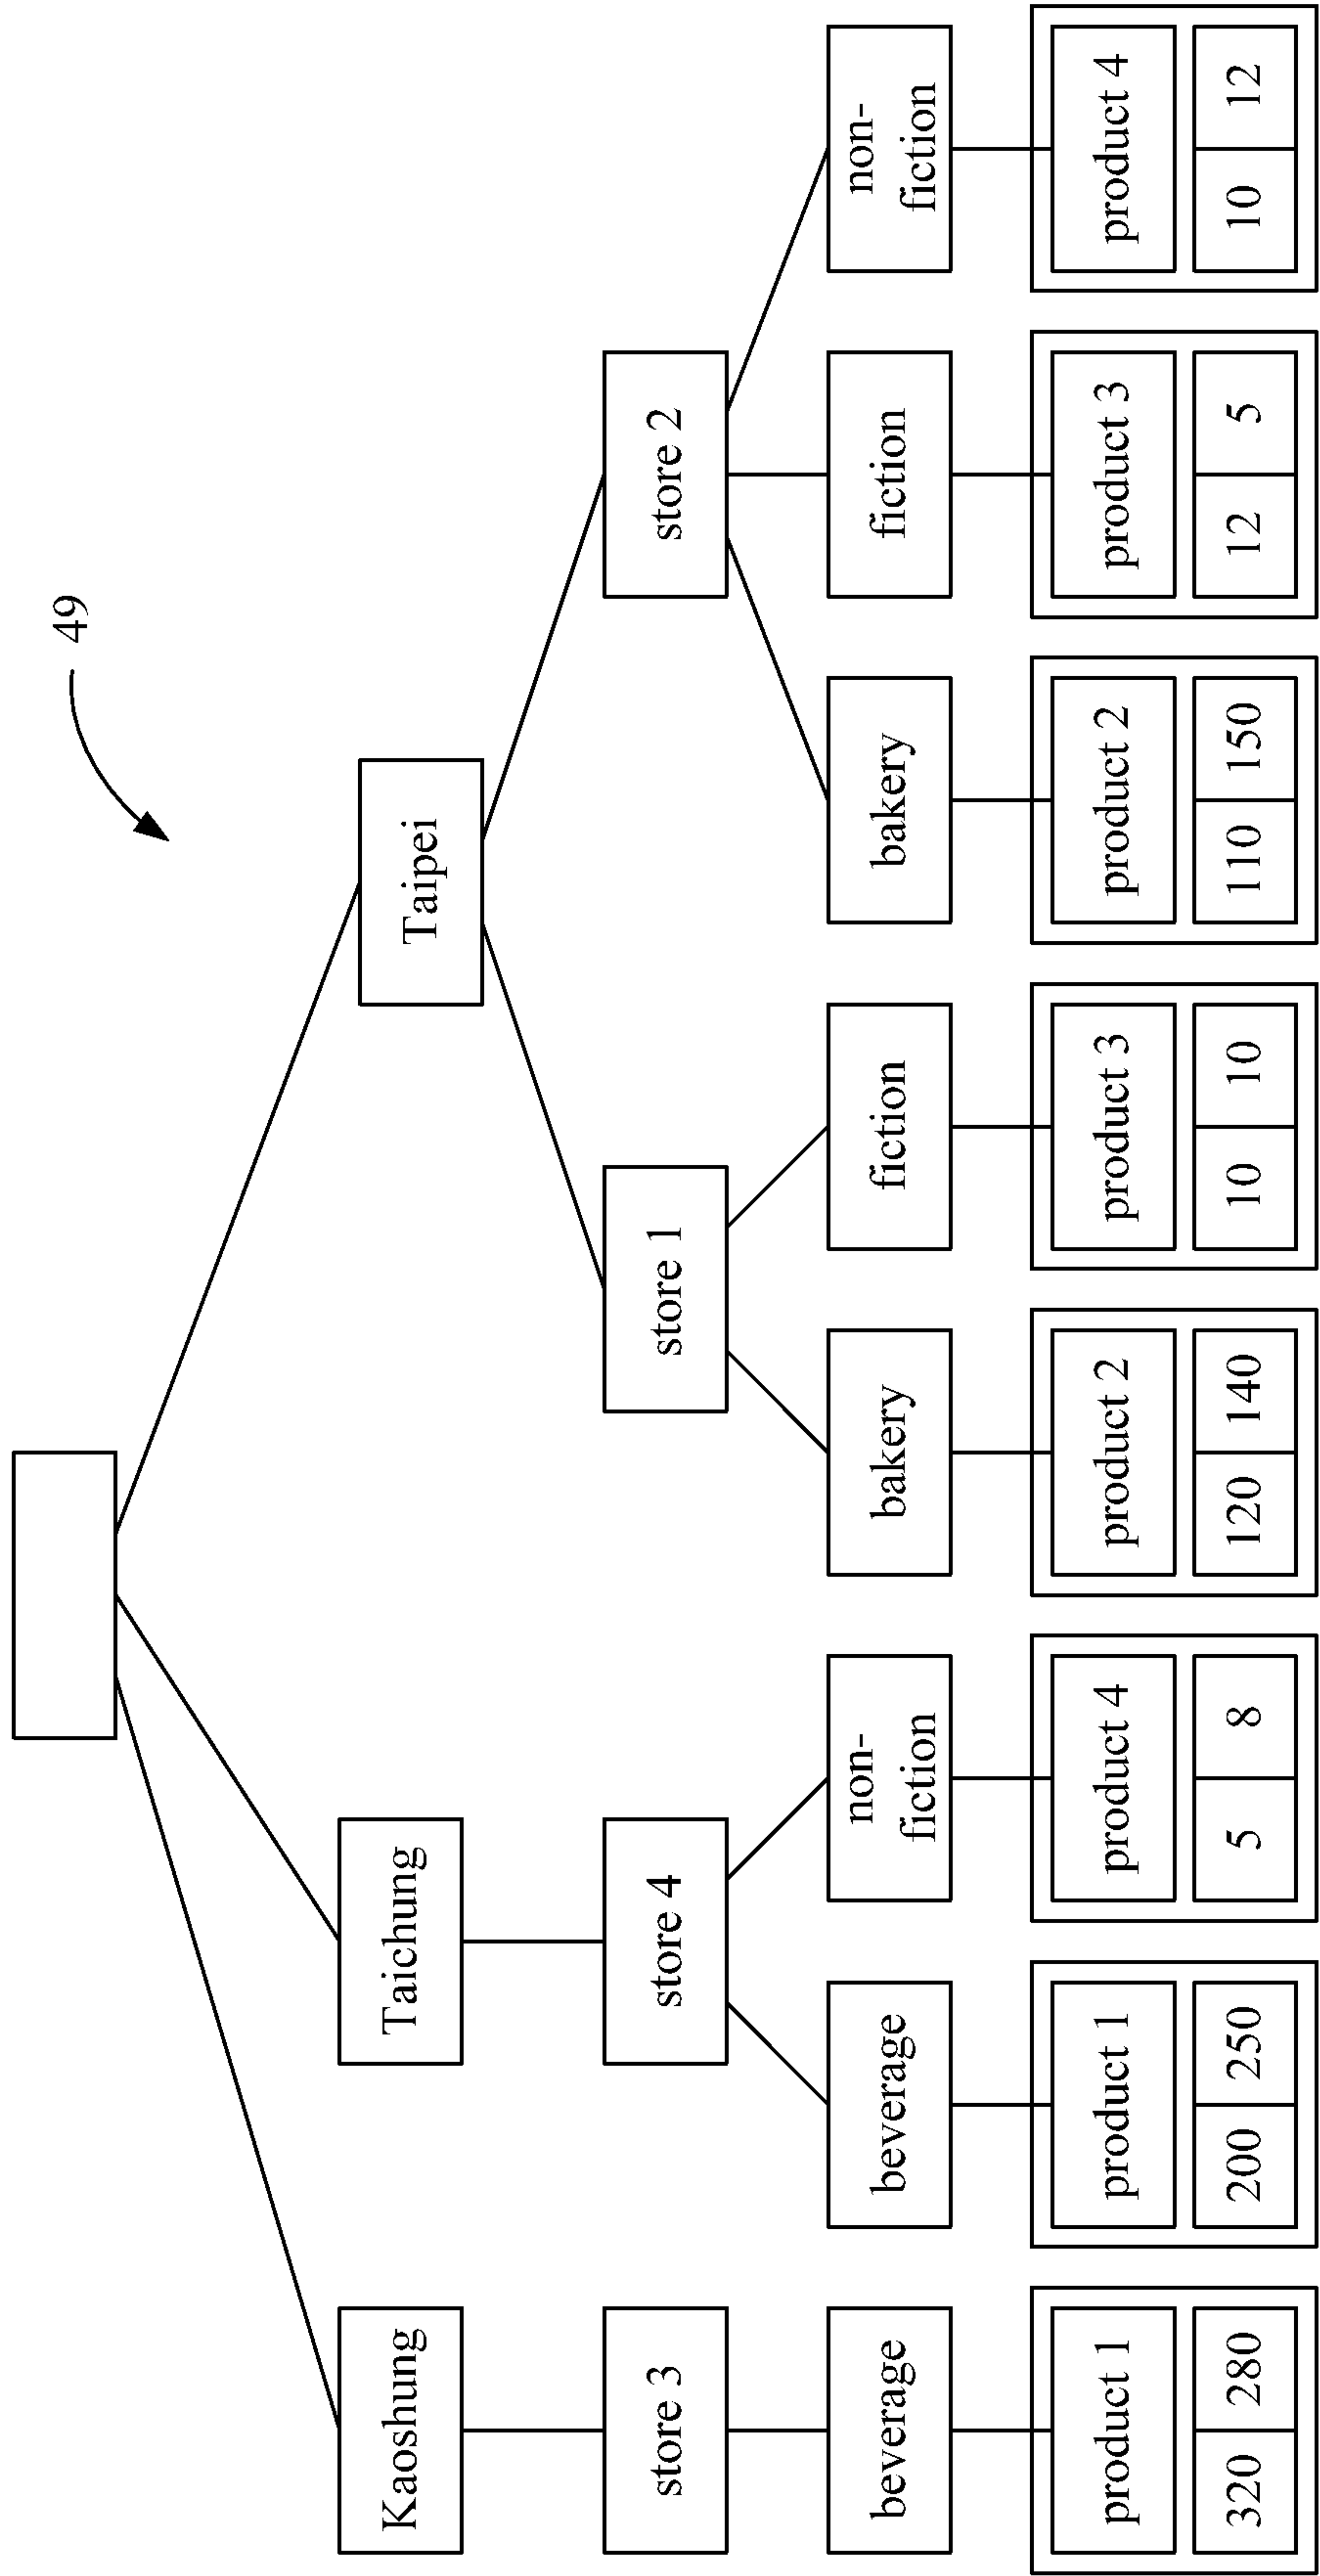 49
Kaoshung
Taichung
Taipei
store 3
store 4
store 1
store 2
beverage
beverage
non-
fiction
bakery
fiction
bakery
fiction
non-
fiction
product 1
product 1
product 4
product 2
product 3
product 2
product 3
product 4
320 280
200 250
5 8
120 140
10 10
110 150
12 5
10 12